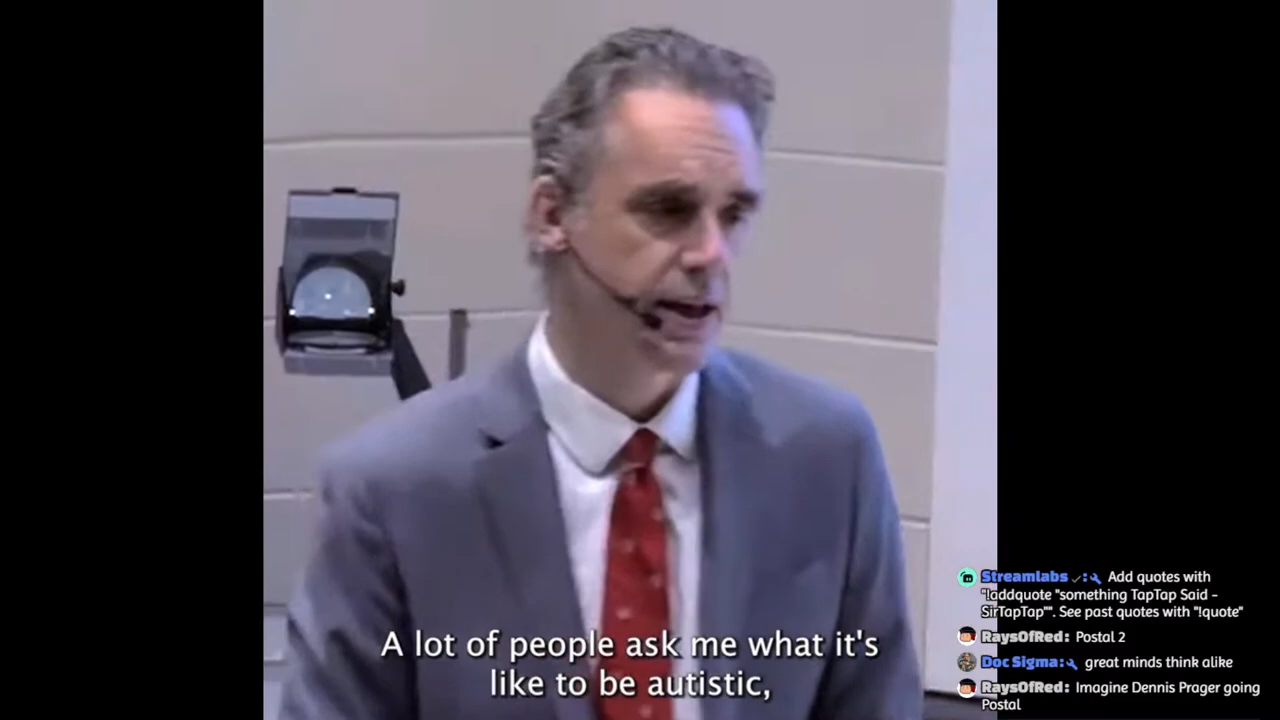 A lot of people ask me what it's
like to be autistic,
Streamlabs ✓: Add quotes with
"!addquote "something TapTap Said -
SirTapTap"". See past quotes with "!quote"
RaysOfRed: Postal 2
Doc Sigma: great minds think alike
RaysOfRed: Imagine Dennis Prager going
Postal